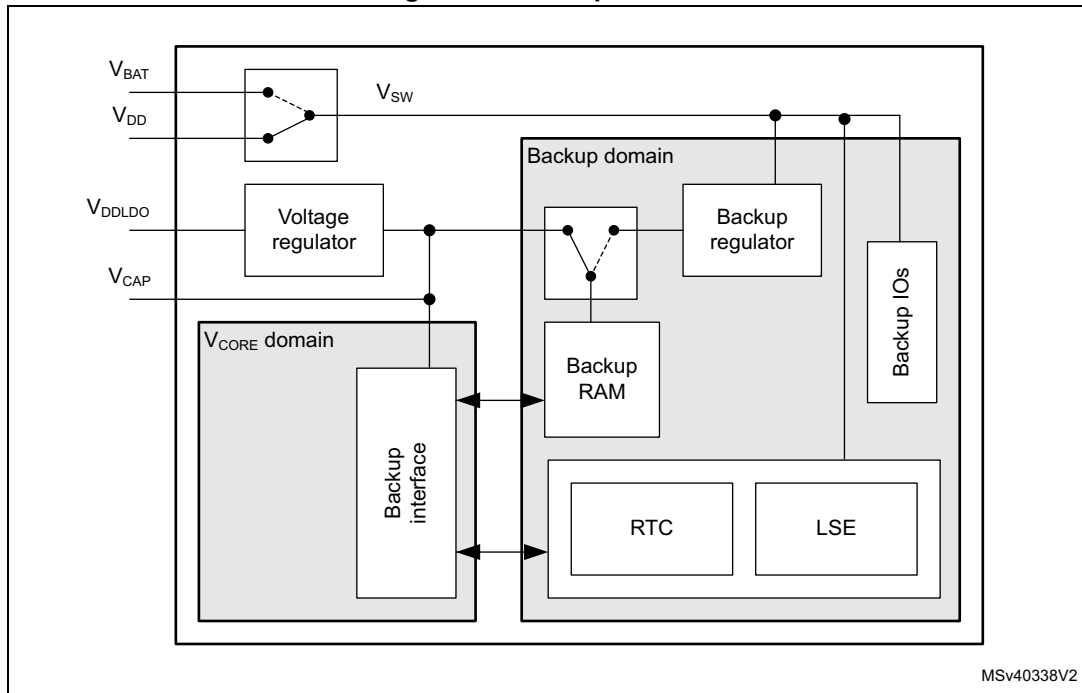 VBAT
VDD
VSW
Backup domain
VDDLDO
Voltage
regulator
Backup
regulator
VCAP
Backup IOs
VCORE domain
Backup
RAM
Backup
interface
RTC
LSE
MSv40338V2